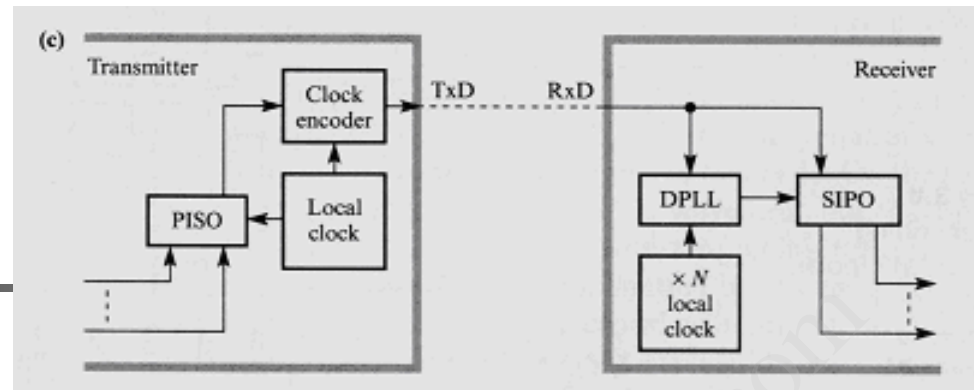 (c)
Transmitter
Clock
encoder
TxD
RxD
Receiver
PISO
Local
clock
DPLL
SIPO
× N
local
clock